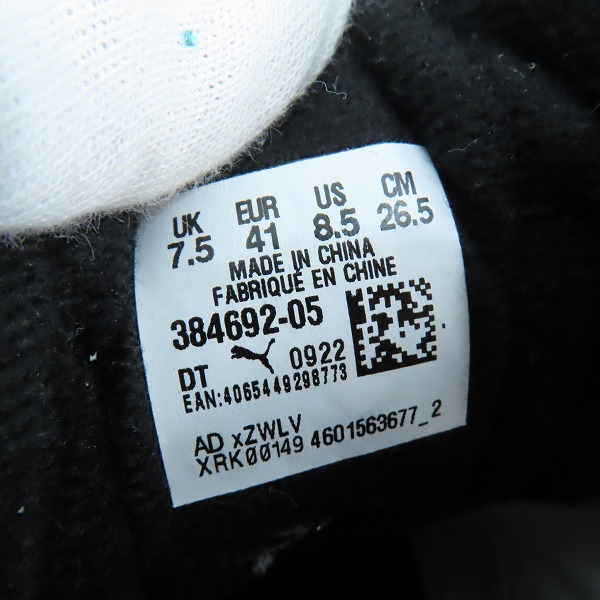 UK EUR US CM
7.5 41 8.5 26.5
MADE IN CHINA
FABRIQUÉ EN CHINE
384692-05
DT 0922
EAN:4065449298773
AD xZWLV
XRK00149 4601563677_2